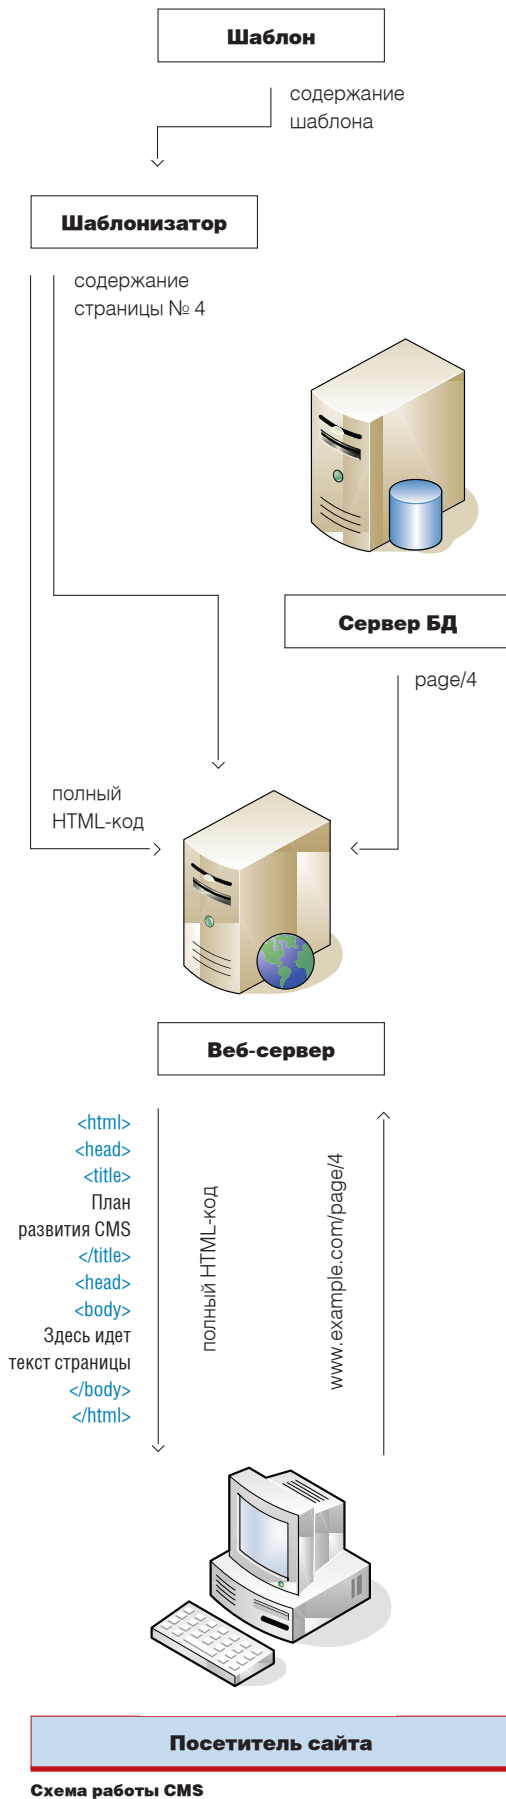 Шаблон
содержание
шаблона
Шаблонизатор
содержание
страницы № 4
Сервер БД
page/4
полный
HTML-код
Веб-сервер
<html>
<head>
<title>
План
развития CMS
</title>
<head>
<body>
Здесь идет
текст страницы
</body>
</html>
полный HTML-код
www.example.com/page/4
Посетитель сайта
Схема работы CMS